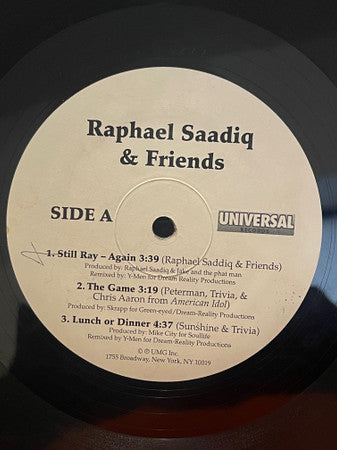 Raphael Saadiq
& Friends
SIDE A
UNIVERSAL
RECORDS
1. Still Ray – Again 3:39 (Raphael Saddiq & Friends)
Produced by: Raphael Saadiq & Jake and the phat man
Remixed by: Y-Men for Dream Reality Productions
2. The Game 3:19 (Peterman, Trivia, &
Chris Aaron from American Idol)
Produced by: Skrapp for Green-eyed/Dream-Reality Productions
3. Lunch or Dinner 4:37 (Sunshine & Trivia)
Produced by: Mike City for Soullife
Remixed by Y-Men for Dream-Reality Productions
© ℗ UMG Inc.
1755 Broadway, New York, NY 10019